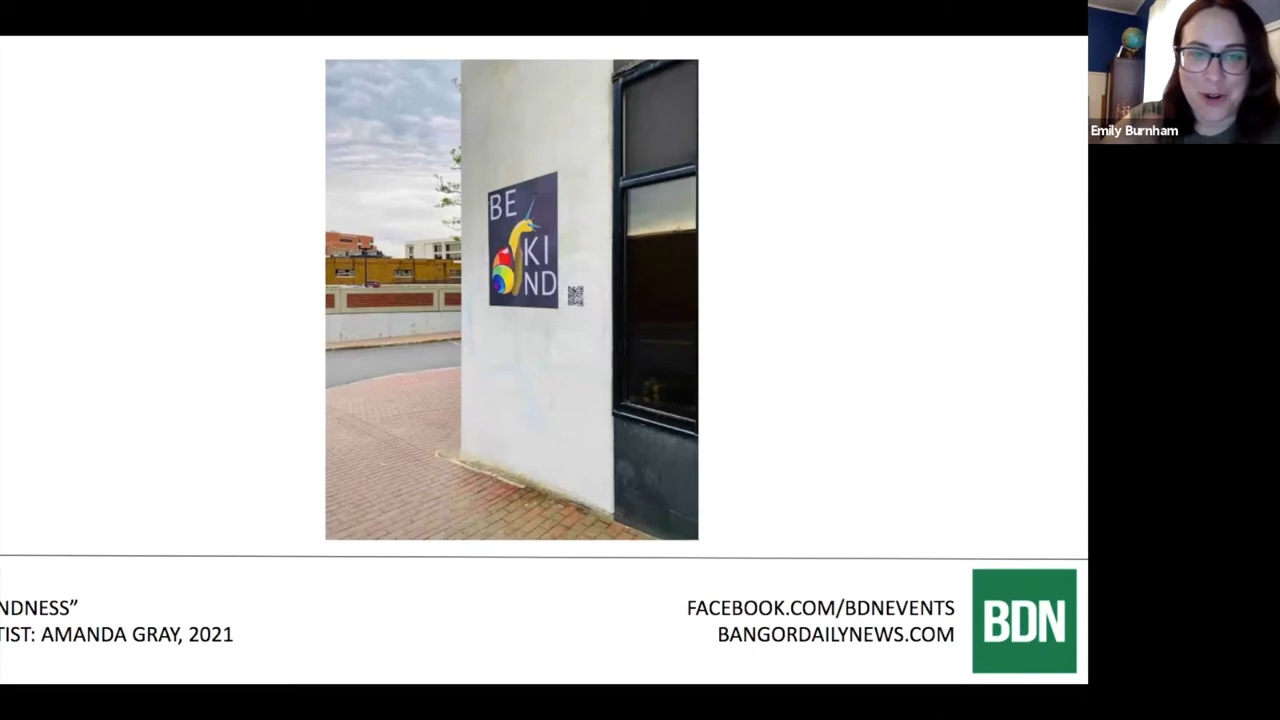 Emily Burnham
BE
KI
ND
NDNESS”
TIST: AMANDA GRAY, 2021
FACEBOOK.COM/BDNEVENTS
BANGORDAILYNEWS.COM
BDN